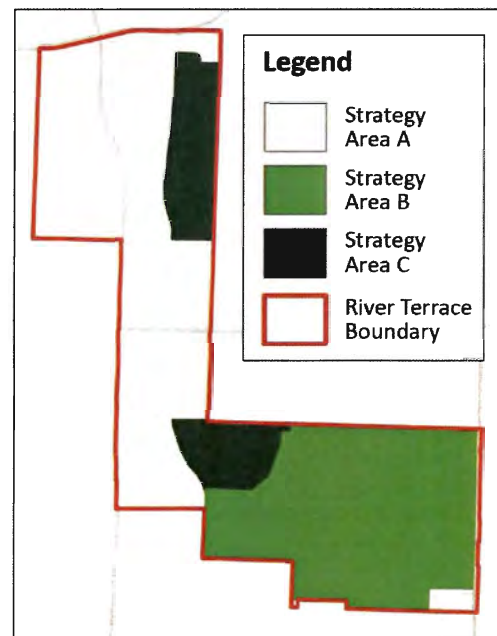 Legend
Strategy
Area A
Strategy
Area B
Strategy
Area C
River Terrace
Boundary